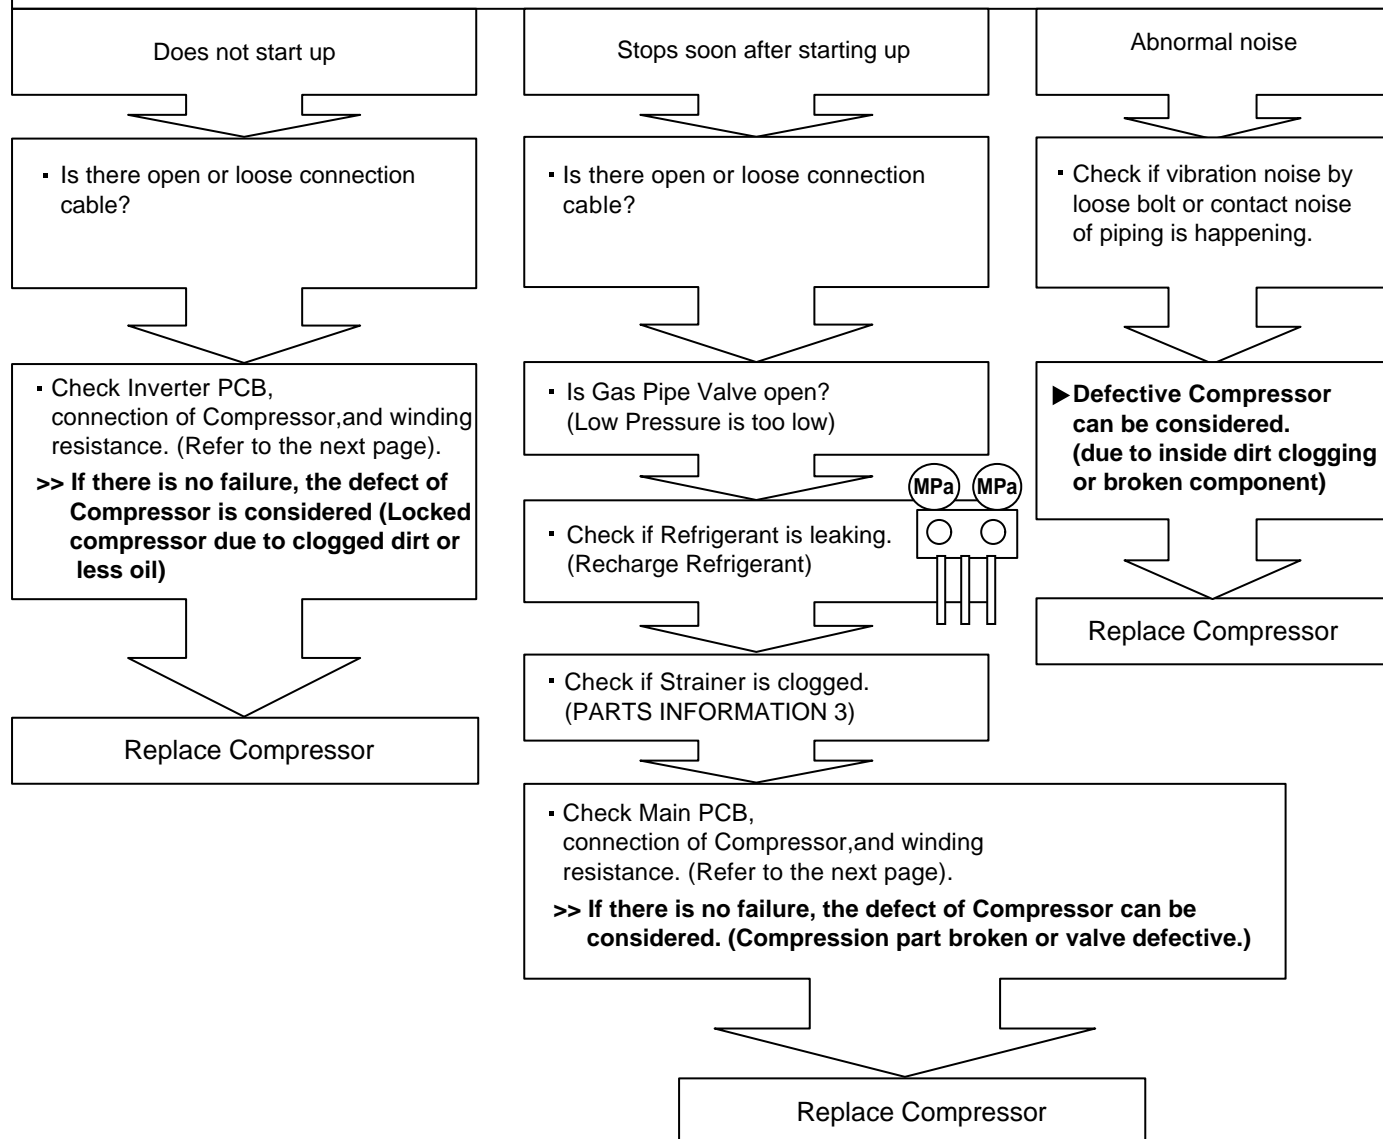 Does not start up
▪ Is there open or loose connection
cable?
▪ Check Inverter PCB,
connection of Compressor,and winding
resistance. (Refer to the next page).
>> If there is no failure, the defect of
Compressor is considered (Locked
compressor due to clogged dirt or
less oil)
Replace Compressor
Stops soon after starting up
▪ Is there open or loose connection
cable?
▪ Is Gas Pipe Valve open?
(Low Pressure is too low)
▪ Check if Refrigerant is leaking.
(Recharge Refrigerant)
MPa MPa
▪ Check if Strainer is clogged.
(PARTS INFORMATION 3)
▪ Check Main PCB,
connection of Compressor,and winding
resistance. (Refer to the next page).
>> If there is no failure, the defect of Compressor can be
considered. (Compression part broken or valve defective.)
Replace Compressor
Abnormal noise
▪ Check if vibration noise by
loose bolt or contact noise
of piping is happening.
▶Defective Compressor
can be considered.
(due to inside dirt clogging
or broken component)
Replace Compressor